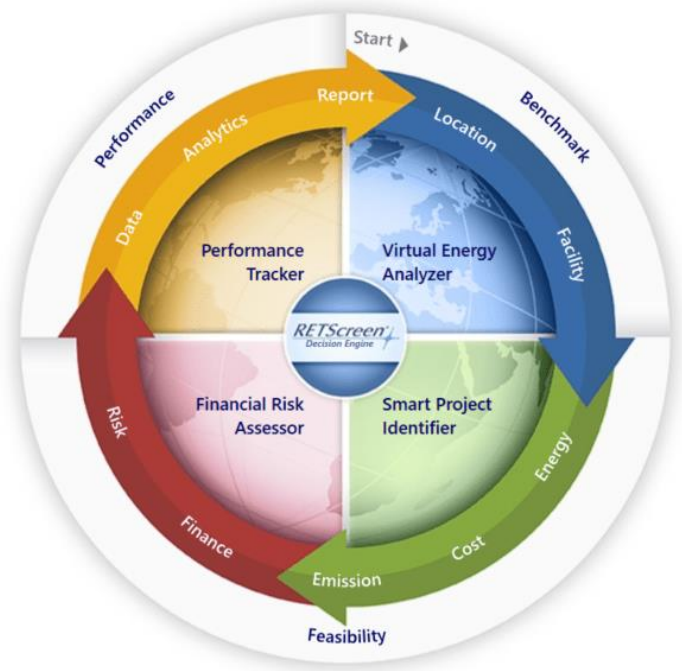 Start
Benchmark
Location
Facility
Virtual Energy
Analyzer
Energy
Cost
Emission
Smart Project
Identifier
Feasibility
Finance
Risk
Financial Risk
Assessor
Performance
Data
Analytics
Report
Performance
Tracker
RETScreen
Decision Engine